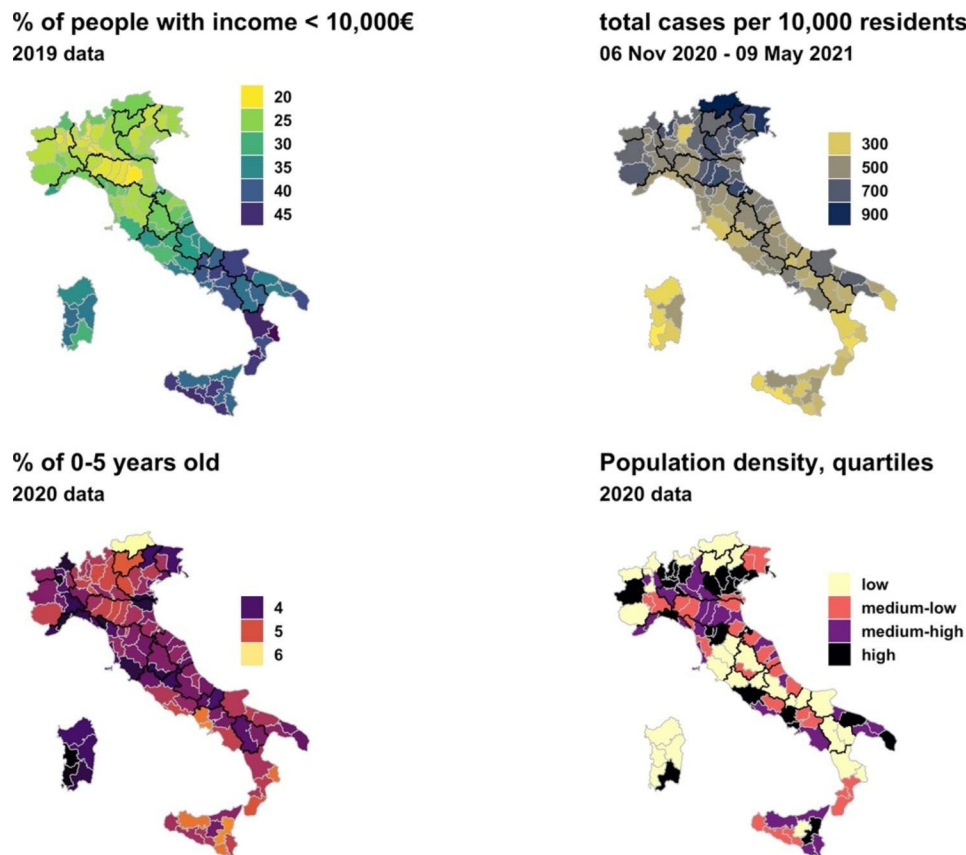 % of people with income < 10,000€
2019 data
20
25
30
35
40
45
total cases per 10,000 residents
06 Nov 2020 - 09 May 2021
300
500
700
900
% of 0-5 years old
2020 data
4
5
6
Population density, quartiles
2020 data
low
medium-low
medium-high
high